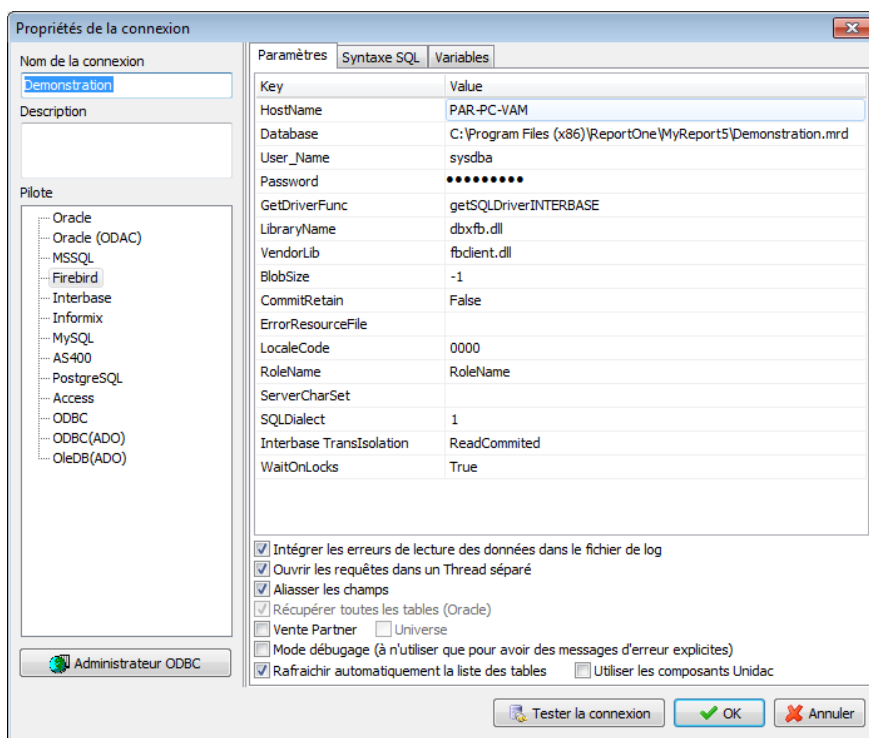 Propriétés de la connexion
Nom de la connexion
Demonstration
Description
Pilote
Oracle
Oracle (ODAC)
MSSQL
Firebird
Interbase
Informix
MySQL
AS400
PostgreSQL
Access
ODBC
ODBC(ADO)
OleDB(ADO)
Administrateur ODBC
Paramètres Syntaxe SQL Variables
Key Value
HostName PAR-PC-VAM
Database C:\Program Files (x86)\ReportOne\MyReport5\Demonstration.mrd
User_Name sysdba
Password •••••••••
GetDriverFunc getSQLDriverINTERBASE
LibraryName dbxfb.dll
VendorLib fbclient.dll
BlobSize -1
CommitRetain False
ErrorResourceFile
LocaleCode 0000
RoleName RoleName
ServerCharSet
SQLDialect 1
Interbase TransIsolation ReadCommited
WaitOnLocks True
Intégrer les erreurs de lecture des données dans le fichier de log
Ouvrir les requêtes dans un Thread séparé
Aliasser les champs
Récupérer toutes les tables (Oracle)
Vente Partner Universe
Mode débugage (à n'utiliser que pour avoir des messages d'erreur explicites)
Rafraichir automatiquement la liste des tables Utiliser les composants Unidac
Tester la connexion OK Annuler